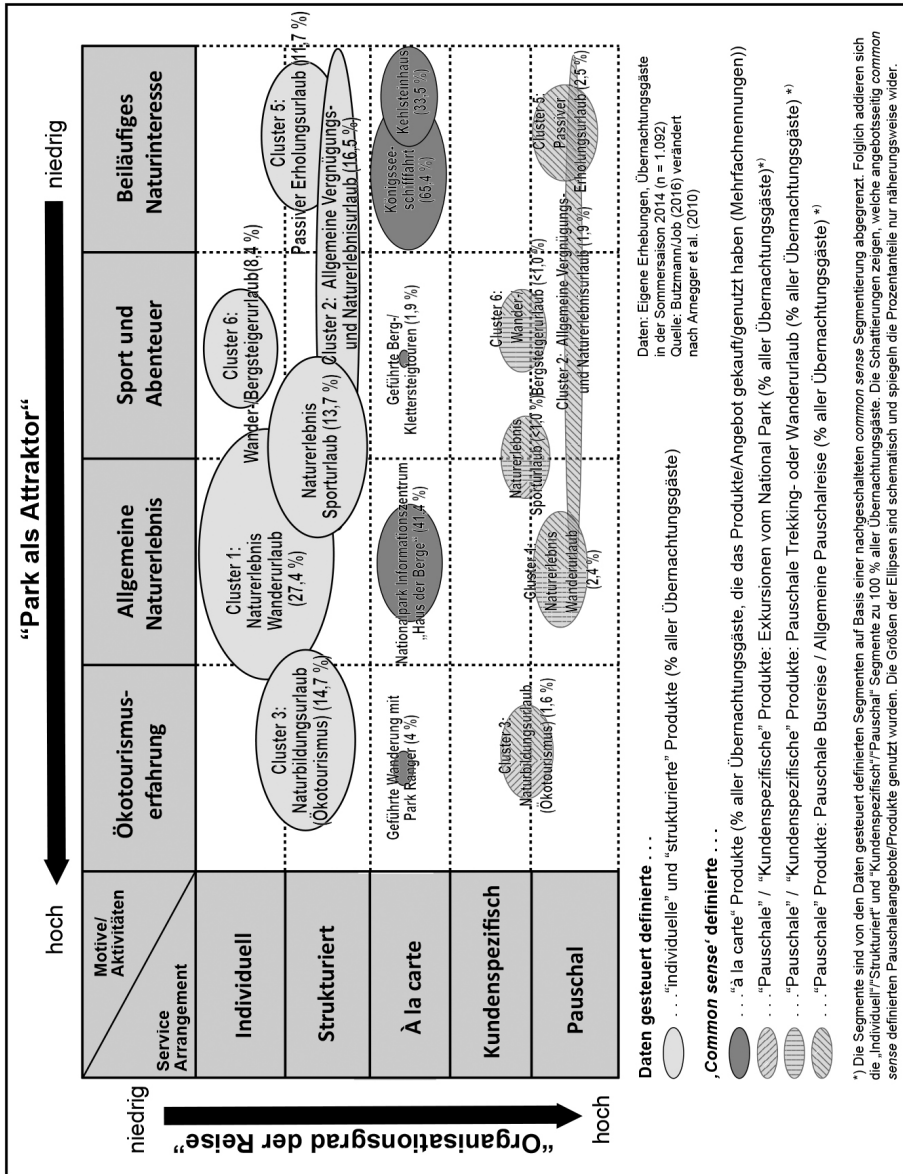 "Park als Attraktor"
hoch
niedrig
Motive/
Aktivitäten
Service
Arrangement
Ökotourismus-
erfahrung
Allgemeine
Naturerlebnis
Sport und
Abenteuer
Beiläufiges
Naturinteresse
niedrig
"Organisationsgrad der Reise"
hoch
Individuell
Strukturiert
À la carte
Kundenspezifisch
Pauschal
Cluster 1:
Naturerlebnis
Wanderurlaub
(27,4 %)
Cluster 6:
Wander-/Bergsteigerurlaub(8,4 %)
Cluster 5:
Passiver Erholungsurlaub (11,7 %)
Cluster 3:
Naturbildungsurlaub
(Ökotourismus) (14,7 %)
Naturerlebnis
Sporturlaub (13,7 %)
Cluster 2: Allgemeine Vergnügungs-
und Naturerlebnisurlaub (16,5 %)
Geführte Wanderung mit
Park Ranger (4 %)
Nationalpark Informationszentrum
„Haus der Berge" (41,4 %)
Geführte Berg-/
Klettersteigtouren (1,9 %)
Königssee-
schifffahrt
(65,4 %)
Kehlsteinhaus
(33,5 %)
Cluster 3:
Naturbildungsurlaub
(Ökotourismus) (1,6 %)
Cluster 4:
Naturerlebnis
Wanderurlaub
(2,4 %)
Naturerlebnis
Sporturlaub (<1,0 %)
Cluster 6:
Wander-/
Bergsteigerurlaub (<1,0 %)
Cluster 2: Allgemeine Vergnügungs-
und Naturerlebnisurlaub (1,9 %)
Cluster 5:
Passiver
Erholungsurlaub (2,5 %)
Daten gesteuert definierte . . .
. . ."individuelle" und "strukturierte" Produkte (% aller Übernachtungsgäste)
Daten: Eigene Erhebungen, Übernachtungsgäste
in der Sommersaison 2014 (n = 1.092)
Quelle: Butzmann/Job (2016) verändert
nach Arnegger et al. (2010)
‚Common sense' definierte . . .
. . ."à la carte" Produkte (% aller Übernachtungsgäste, die das Produkte/Angebot gekauft/genutzt haben (Mehrfachnennungen))
. . ."Pauschale" / "Kundenspezifische" Produkte: Exkursionen vom National Park (% aller Übernachtungsgäste)*)
. . ."Pauschale" / "Kundenspezifische" Produkte: Pauschale Trekking- oder Wanderurlaub (% aller Übernachtungsgäste) *)
. . ."Pauschale" Produkte: Pauschale Busreise / Allgemeine Pauschalreise (% aller Übernachtungsgäste) *)
*) Die Segmente sind von den Daten gesteuert definierten Segmenten auf Basis einer nachgeschalteten common sense Segmentierung abgegrenzt. Folglich addieren sich
die „Individuell"/"Strukturiert" und "Kundenspezifisch"/"Pauschal" Segmente zu 100 % aller Übernachtungsgäste. Die Schattierungen zeigen, welche angebotsseitig common
sense definierten Pauschaleangebote/Produkte genutzt wurden. Die Größen der Ellipsen sind schematisch und spiegeln die Prozentanteile nur näherungsweise wider.